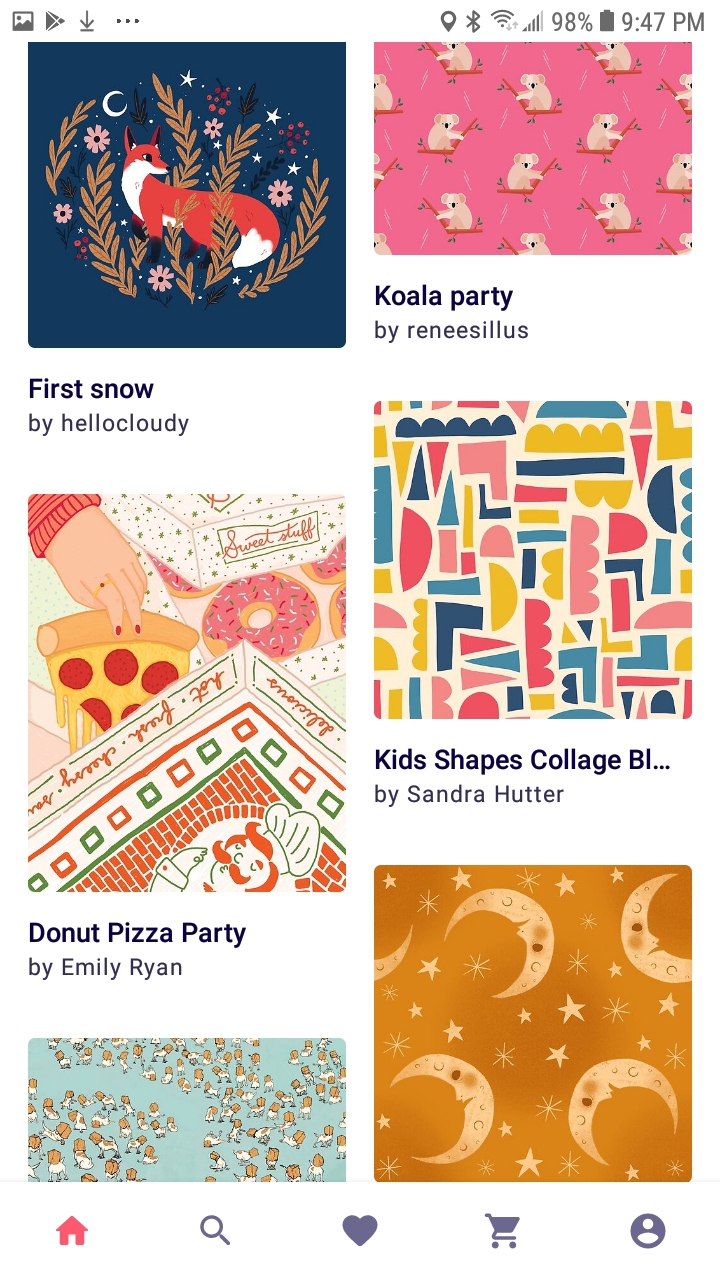 98% 9:47 PM
First snow
by hellocloudy
Koala party
by reneesillus
Sweet stuff
hot. fresh. cheesy.
delicious
Donut Pizza Party
by Emily Ryan
Kids Shapes Collage Bl...
by Sandra Hutter